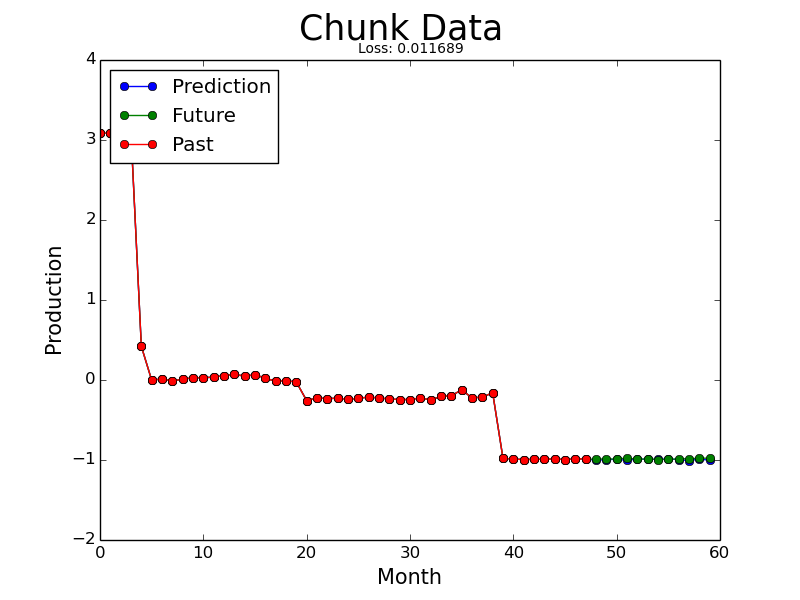 Chunk Data
Loss: 0.011689
Prediction
Future
Past
4
3
2
1
0
−1
−2
Production
0 10 20 30 40 50 60
Month